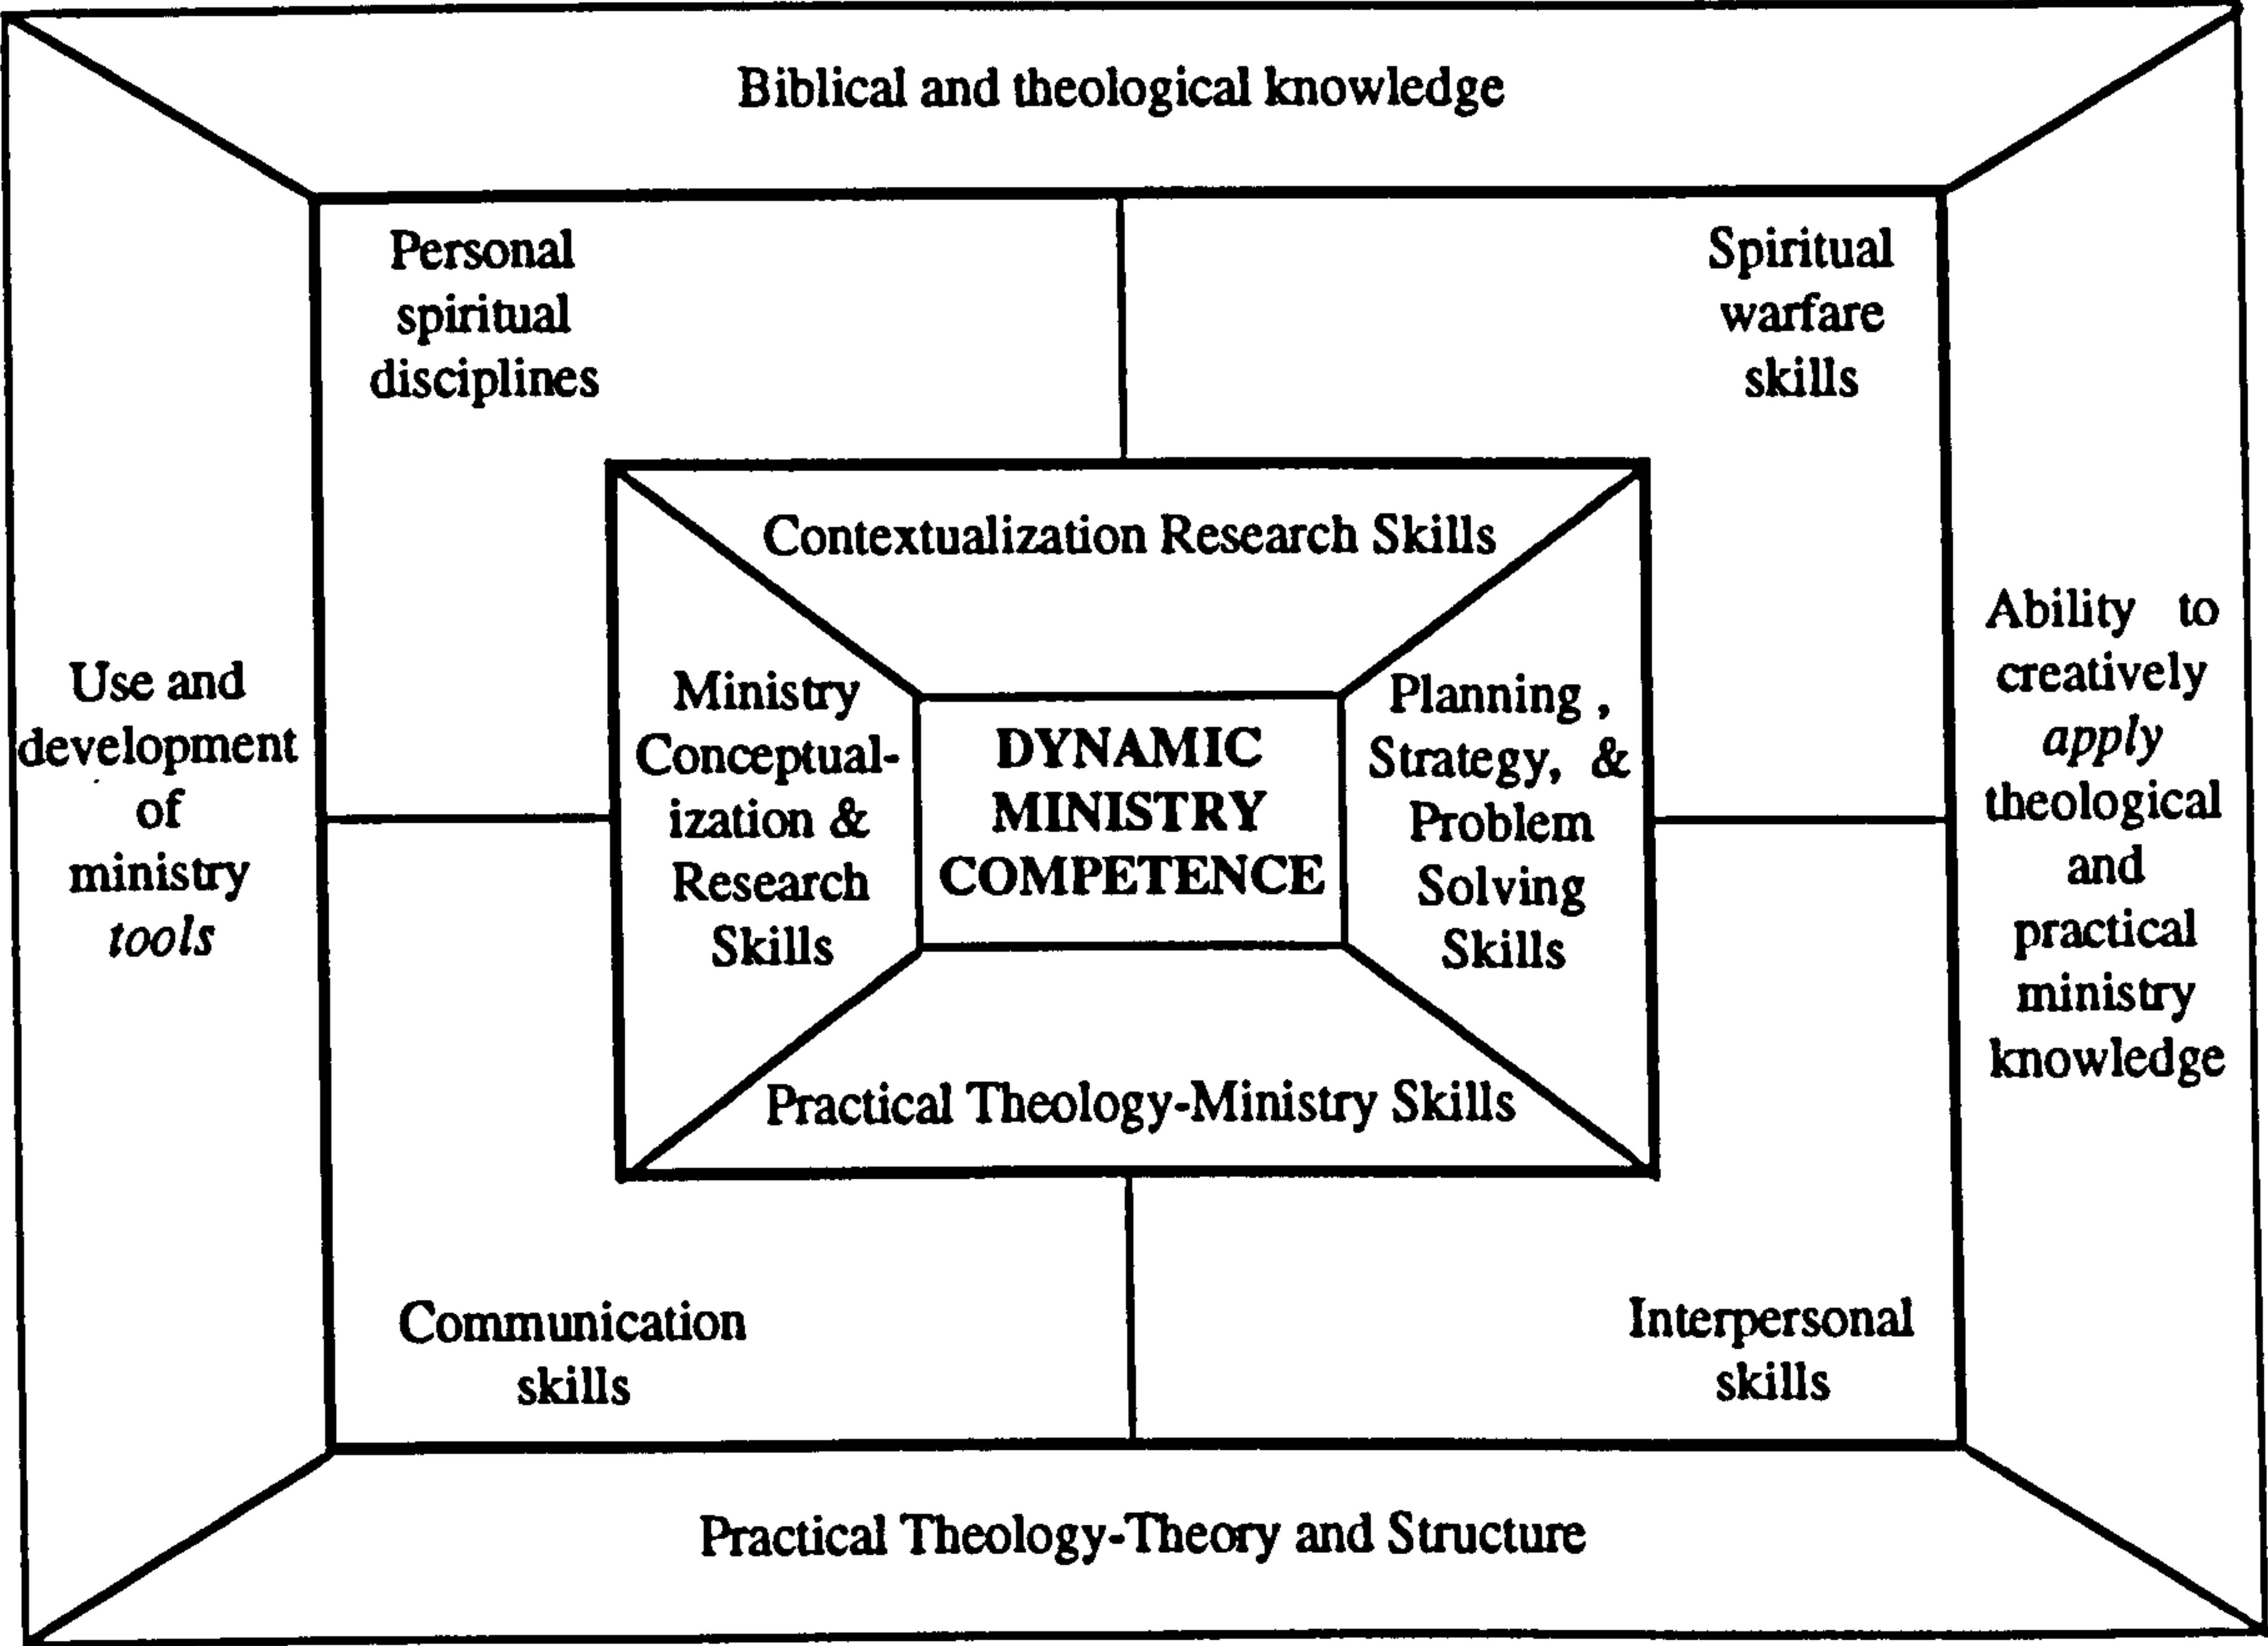 Biblical and theological knowledge
Personal
spiritual
disciplines
Spiritual
warfare
skills
Use and
development
of
ministry
tools
Contextualization Research Skills
Ministry
Conceptual-
ization &
Research
Skills
DYNAMIC
MINISTRY
COMPETENCE
Planning ,
Strategy, &
Problem
Solving
Skills
Practical Theology-Ministry Skills
Ability to
creatively
apply
theological
and
practical
ministry
knowledge
Communication
skills
Interpersonal
skills
Practical Theology-Theory and Structure